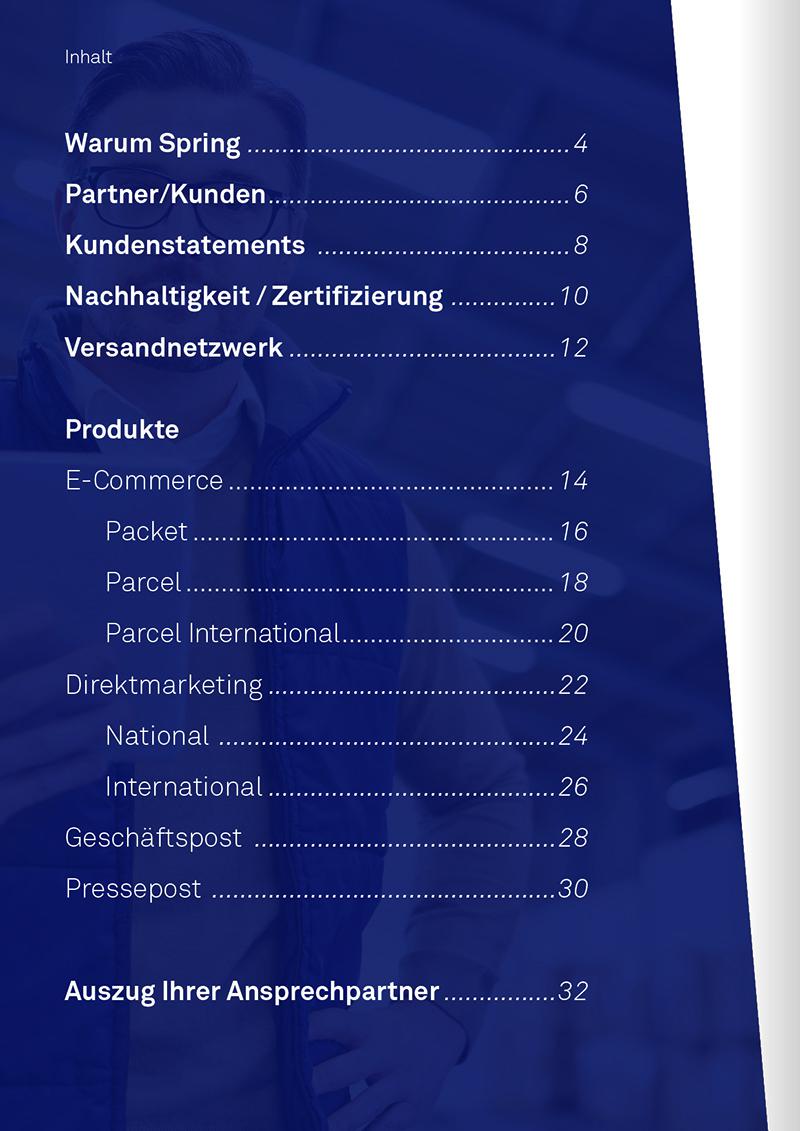 Inhalt
Warum Spring ........................................ 4
Partner/Kunden ..................................... 6
Kundenstatements ............................... 8
Nachhaltigkeit / Zertifizierung ............. 10
Versandnetzwerk ................................. 12
Produkte
E-Commerce ........................................ 14
Packet ............................................. 16
Parcel .............................................. 18
Parcel International .......................... 20
Direktmarketing .................................... 22
National .......................................... 24
International .................................... 26
Geschäftspost ...................................... 28
Pressepost ........................................... 30
Auszug Ihrer Ansprechpartner .............. 32